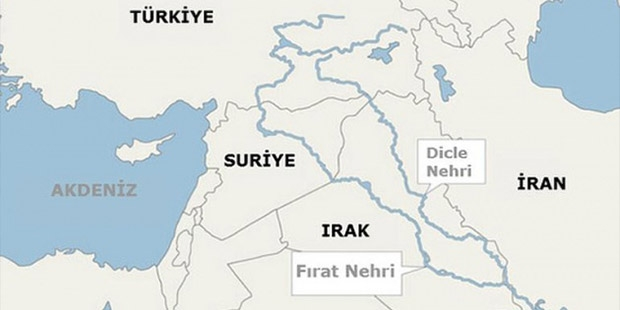 TÜRKİYE
Dicle
Nehri
SURİYE
İRAN
AKDENİZ
IRAK
Fırat Nehri